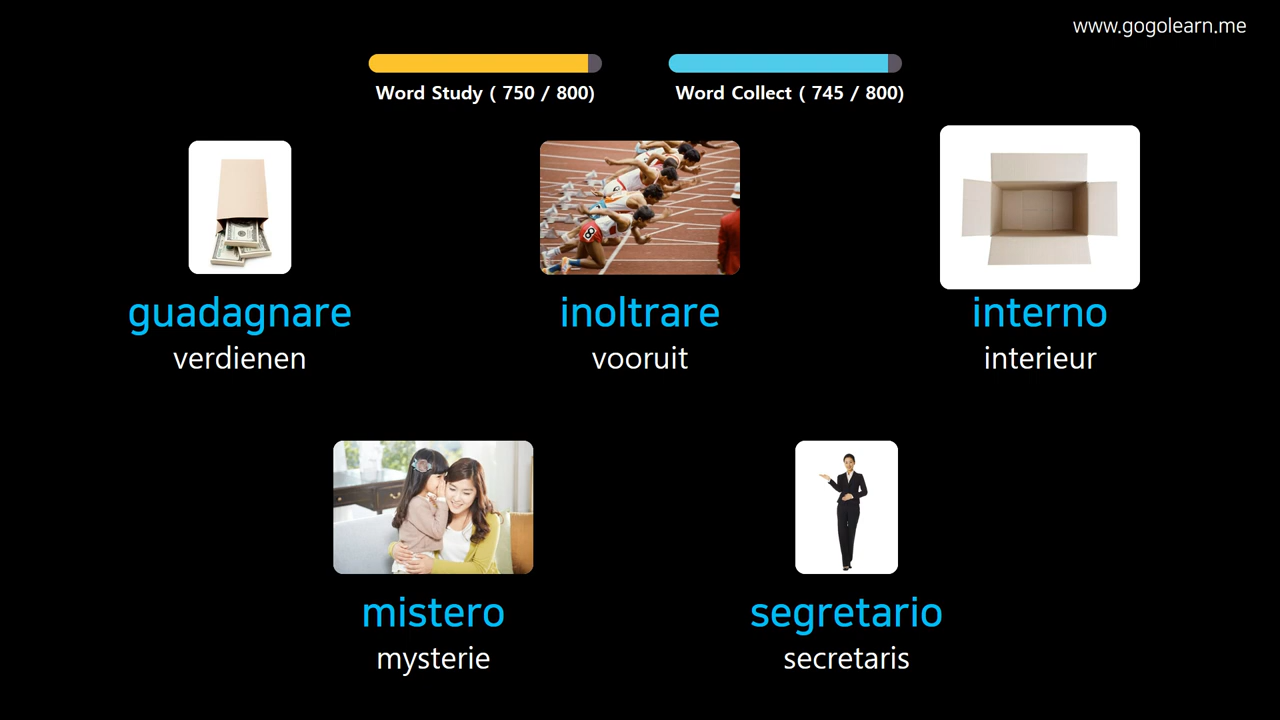 www.gogolearn.me
Word Study ( 750 / 800)
Word Collect ( 745 / 800)
guadagnare
verdienen
inoltrare
vooruit
interno
interieur
mistero
mysterie
segretario
secretaris